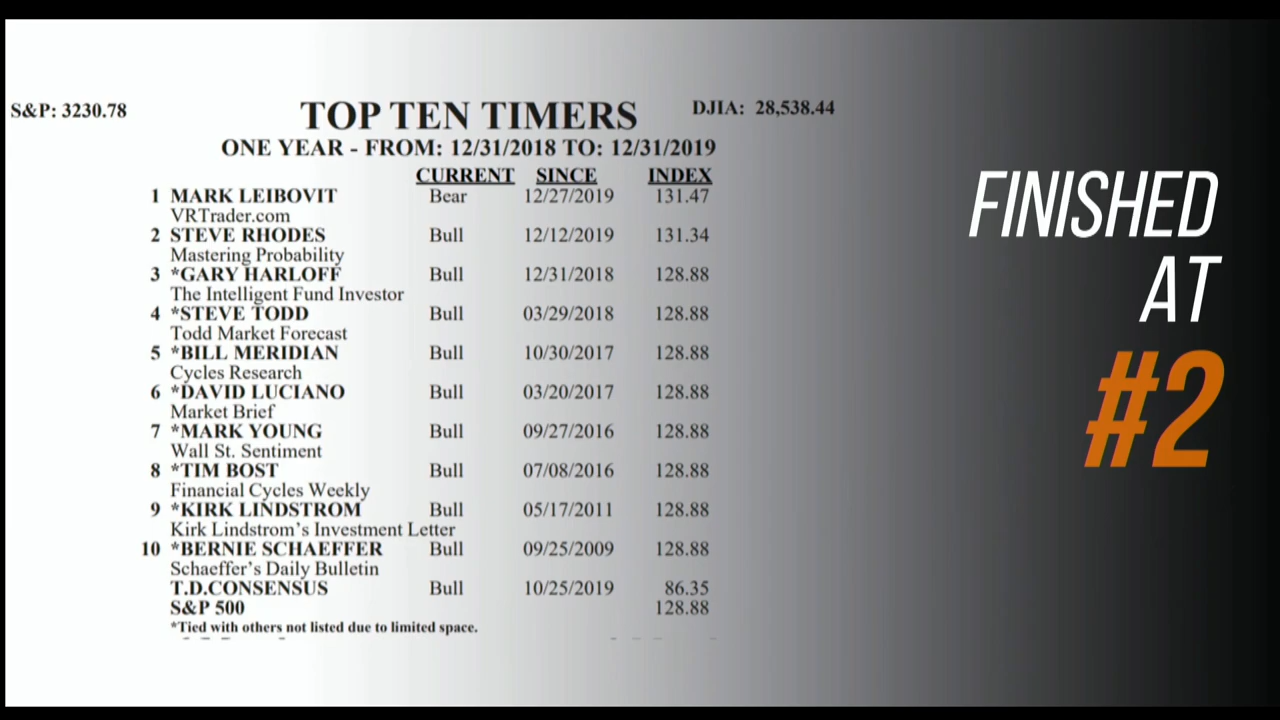 S&P: 3230.78
TOP TEN TIMERS
DJIA: 28,538.44
ONE YEAR - FROM: 12/31/2018 TO: 12/31/2019
CURRENT SINCE INDEX
1 MARK LEIBOVIT Bear 12/27/2019 131.47
VRTrader.com
2 STEVE RHODES Bull 12/12/2019 131.34
Mastering Probability
3 *GARY HARLOFF Bull 12/31/2018 128.88
The Intelligent Fund Investor
4 *STEVE TODD Bull 03/29/2018 128.88
Todd Market Forecast
5 *BILL MERIDIAN Bull 10/30/2017 128.88
Cycles Research
6 *DAVID LUCIANO Bull 03/20/2017 128.88
Market Brief
7 *MARK YOUNG Bull 09/27/2016 128.88
Wall St. Sentiment
8 *TIM BOST Bull 07/08/2016 128.88
Financial Cycles Weekly
9 *KIRK LINDSTROM Bull 05/17/2011 128.88
Kirk Lindstrom's Investment Letter
10 *BERNIE SCHAEFFER Bull 09/25/2009 128.88
Schaeffer's Daily Bulletin
T.D.CONSENSUS Bull 10/25/2019 86.35
S&P 500 128.88
*Tied with others not listed due to limited space.
FINISHED
AT
#2